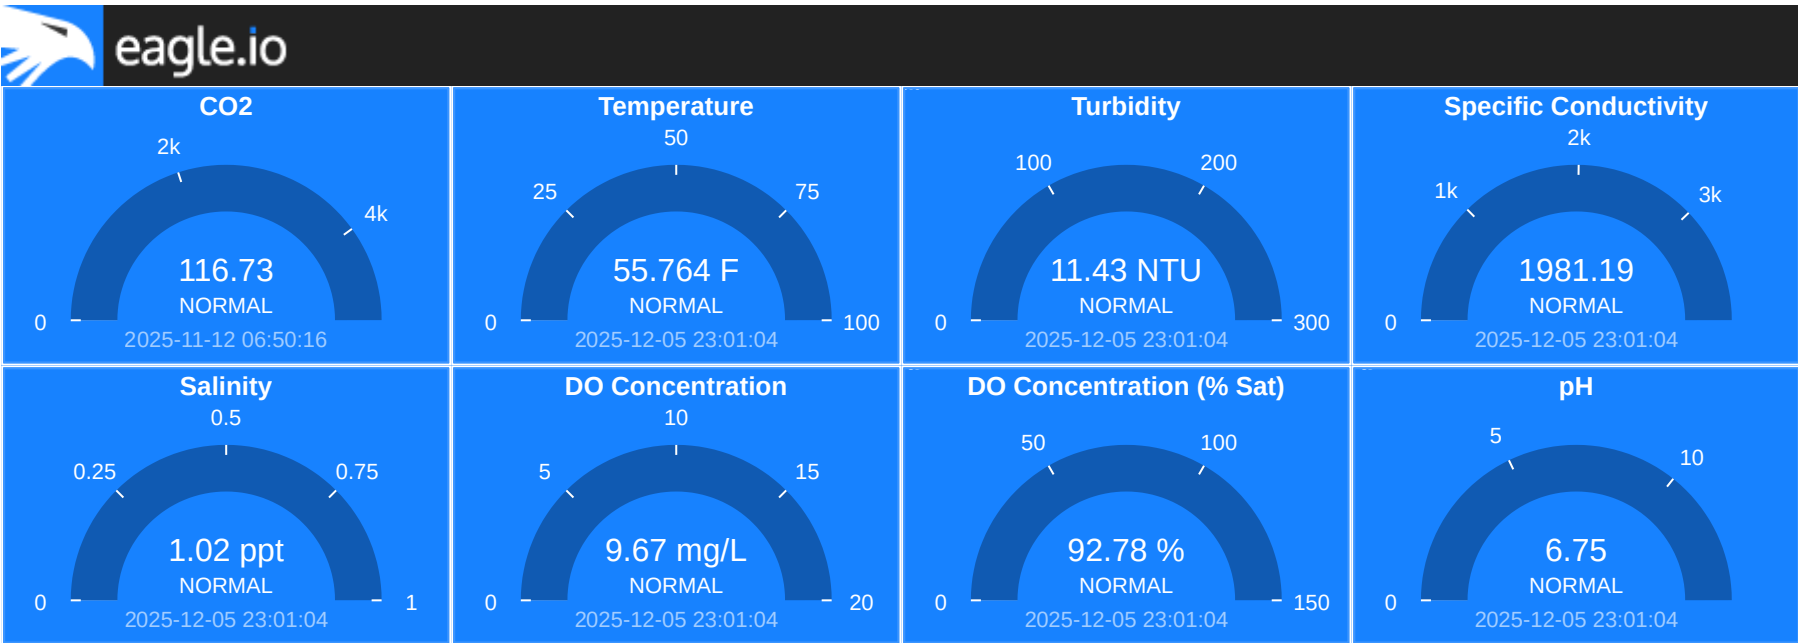 eagle.io
CO2
2k
4k
0
116.73
NORMAL
2025-11-12 06:50:16
Temperature
50
25
75
0
100
55.764 F
NORMAL
2025-12-05 23:01:04
Turbidity
100
200
0
300
11.43 NTU
NORMAL
2025-12-05 23:01:04
Specific Conductivity
2k
1k
3k
0
1981.19
NORMAL
2025-12-05 23:01:04
Salinity
0.5
0.25
0.75
0
1
1.02 ppt
NORMAL
2025-12-05 23:01:04
DO Concentration
10
5
15
0
20
9.67 mg/L
NORMAL
2025-12-05 23:01:04
DO Concentration (% Sat)
50
100
0
150
92.78 %
NORMAL
2025-12-05 23:01:04
pH
5
10
0
6.75
NORMAL
2025-12-05 23:01:04